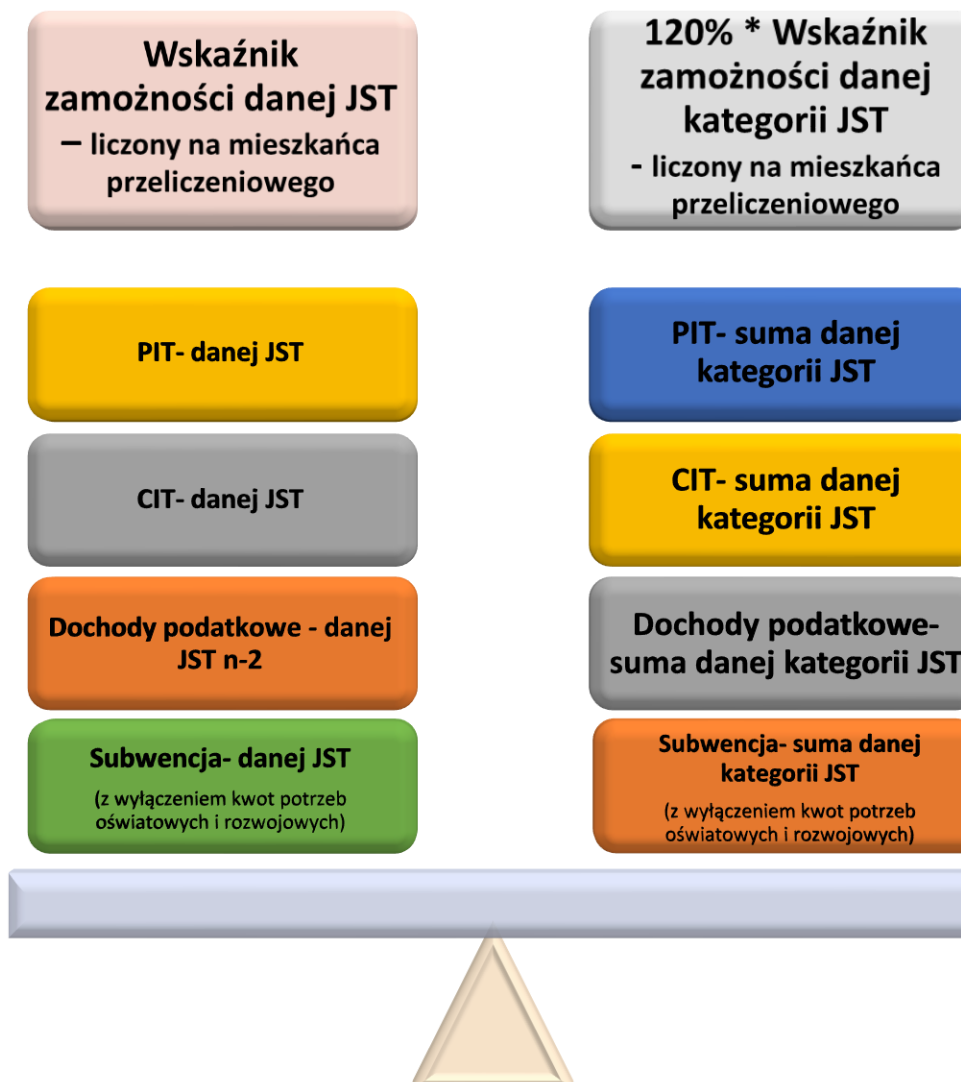 Wskaźnik
zamożności danej JST
– liczony na mieszkańca
przeliczeniowego
120% * Wskaźnik
zamożności danej
kategorii JST
- liczony na mieszkańca
przeliczeniowego
PIT- danej JST
PIT- suma danej
kategorii JST
CIT- danej JST
CIT- suma danej
kategorii JST
Dochody podatkowe - danej
JST n-2
Dochody podatkowe-
suma danej kategorii JST
Subwencja- danej JST
(z wyłączeniem kwot potrzeb
oświatowych i rozwojowych)
Subwencja- suma danej
kategorii JST
(z wyłączeniem kwot potrzeb
oświatowych i rozwojowych)